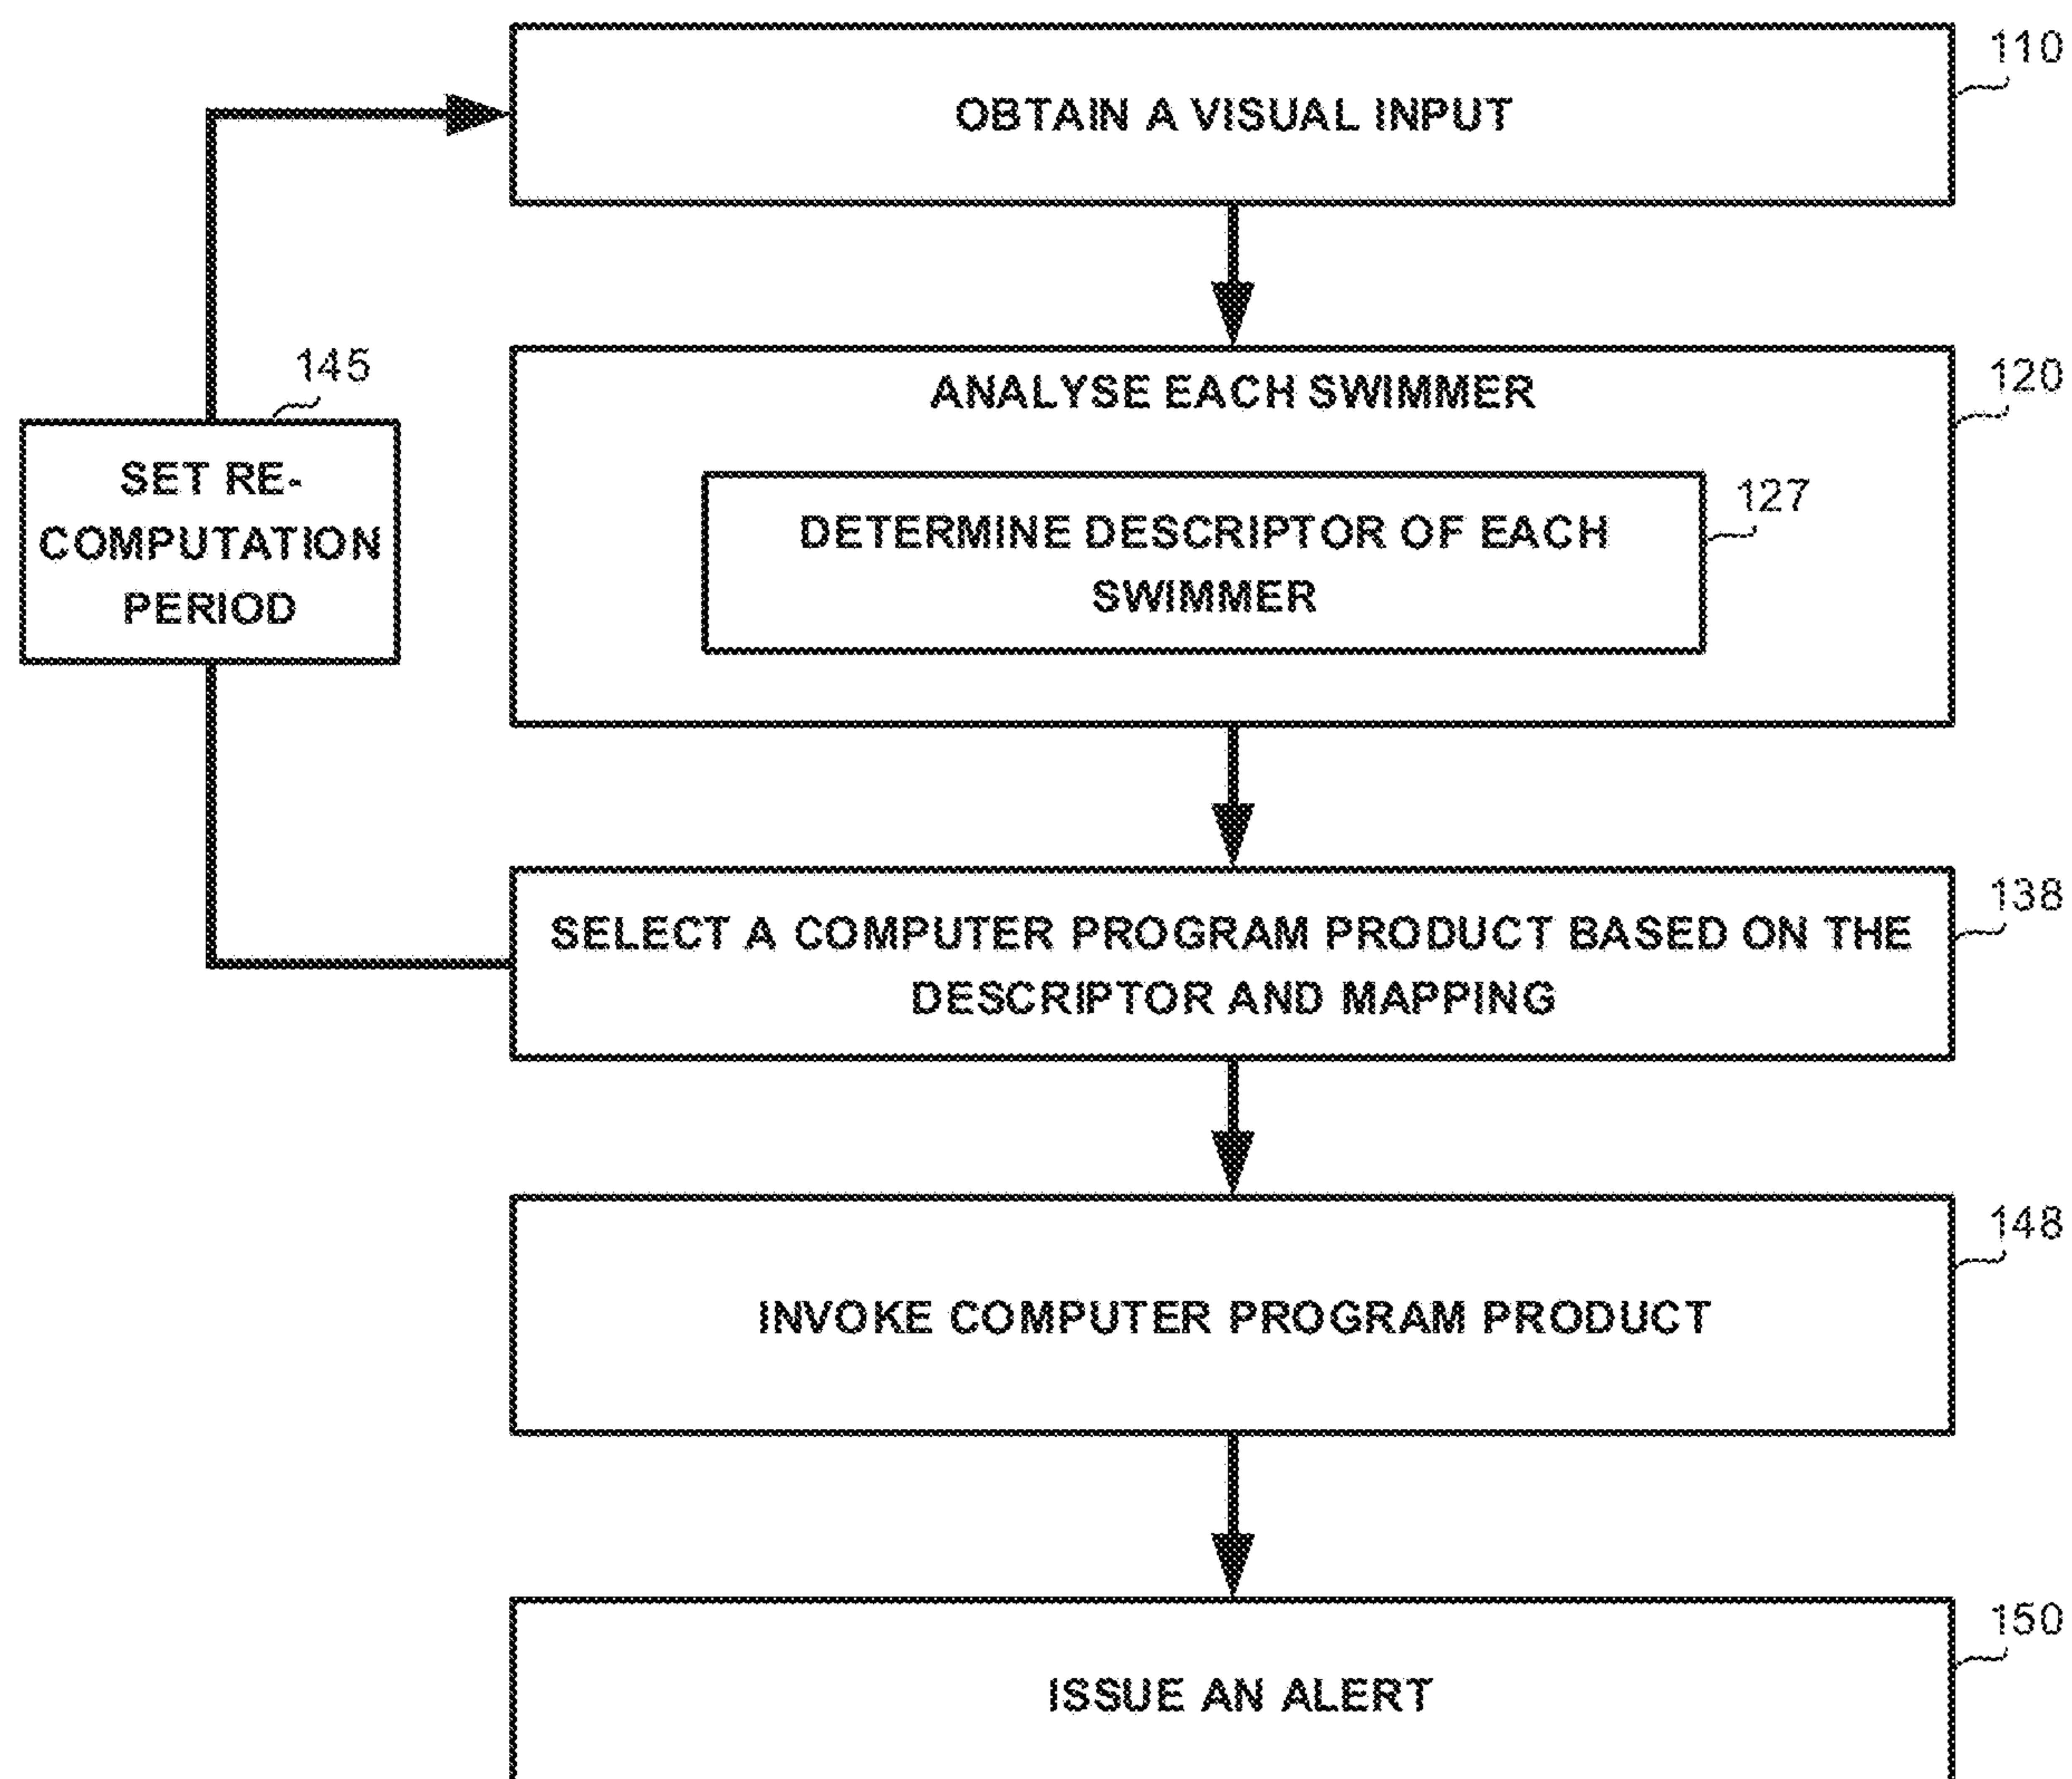 110
OBTAIN A VISUAL INPUT
120
ANALYSE EACH SWIMMER
127
DETERMINE DESCRIPTOR OF EACH
SWIMMER
145
SET RE-
COMPUTATION
PERIOD
138
SELECT A COMPUTER PROGRAM PRODUCT BASED ON THE
DESCRIPTOR AND MAPPING
148
INVOKE COMPUTER PROGRAM PRODUCT
150
ISSUE AN ALERT